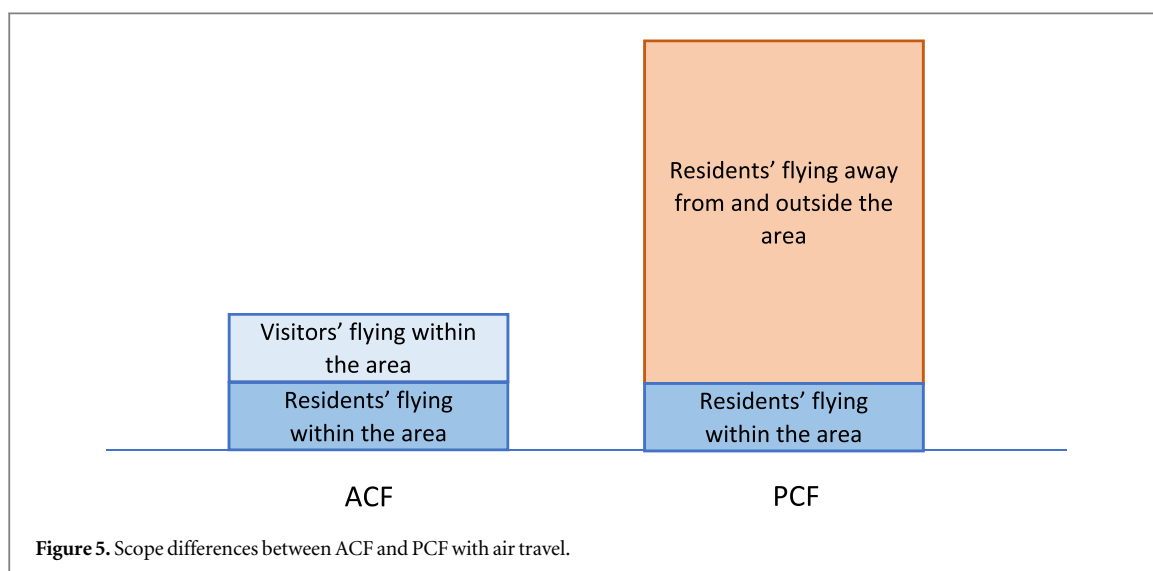 Residents’ flying away
from and outside the
area
Visitors’ flying within
the area
Residents’ flying
within the area
Residents’ flying
within the area
ACF
PCF
Figure 5. Scope differences between ACF and PCF with air travel.